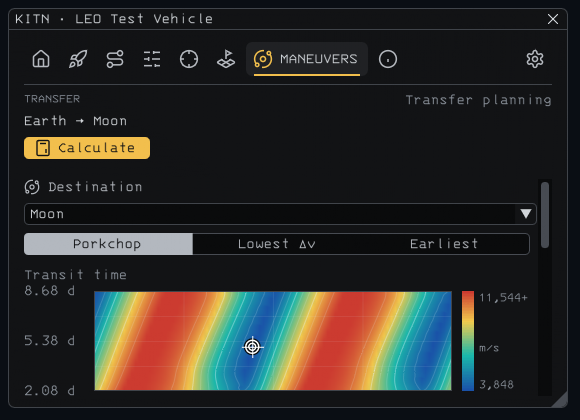 KITN · LEO Test Vehicle
MANEUVERS
TRANSFER
Transfer planning
Earth → Moon
Calculate
Destination
Moon
Porkchop
Lowest Δv
Earliest
Transit time
8.68 d
11,544+
5.38 d
m/s
3,848
2.08 d